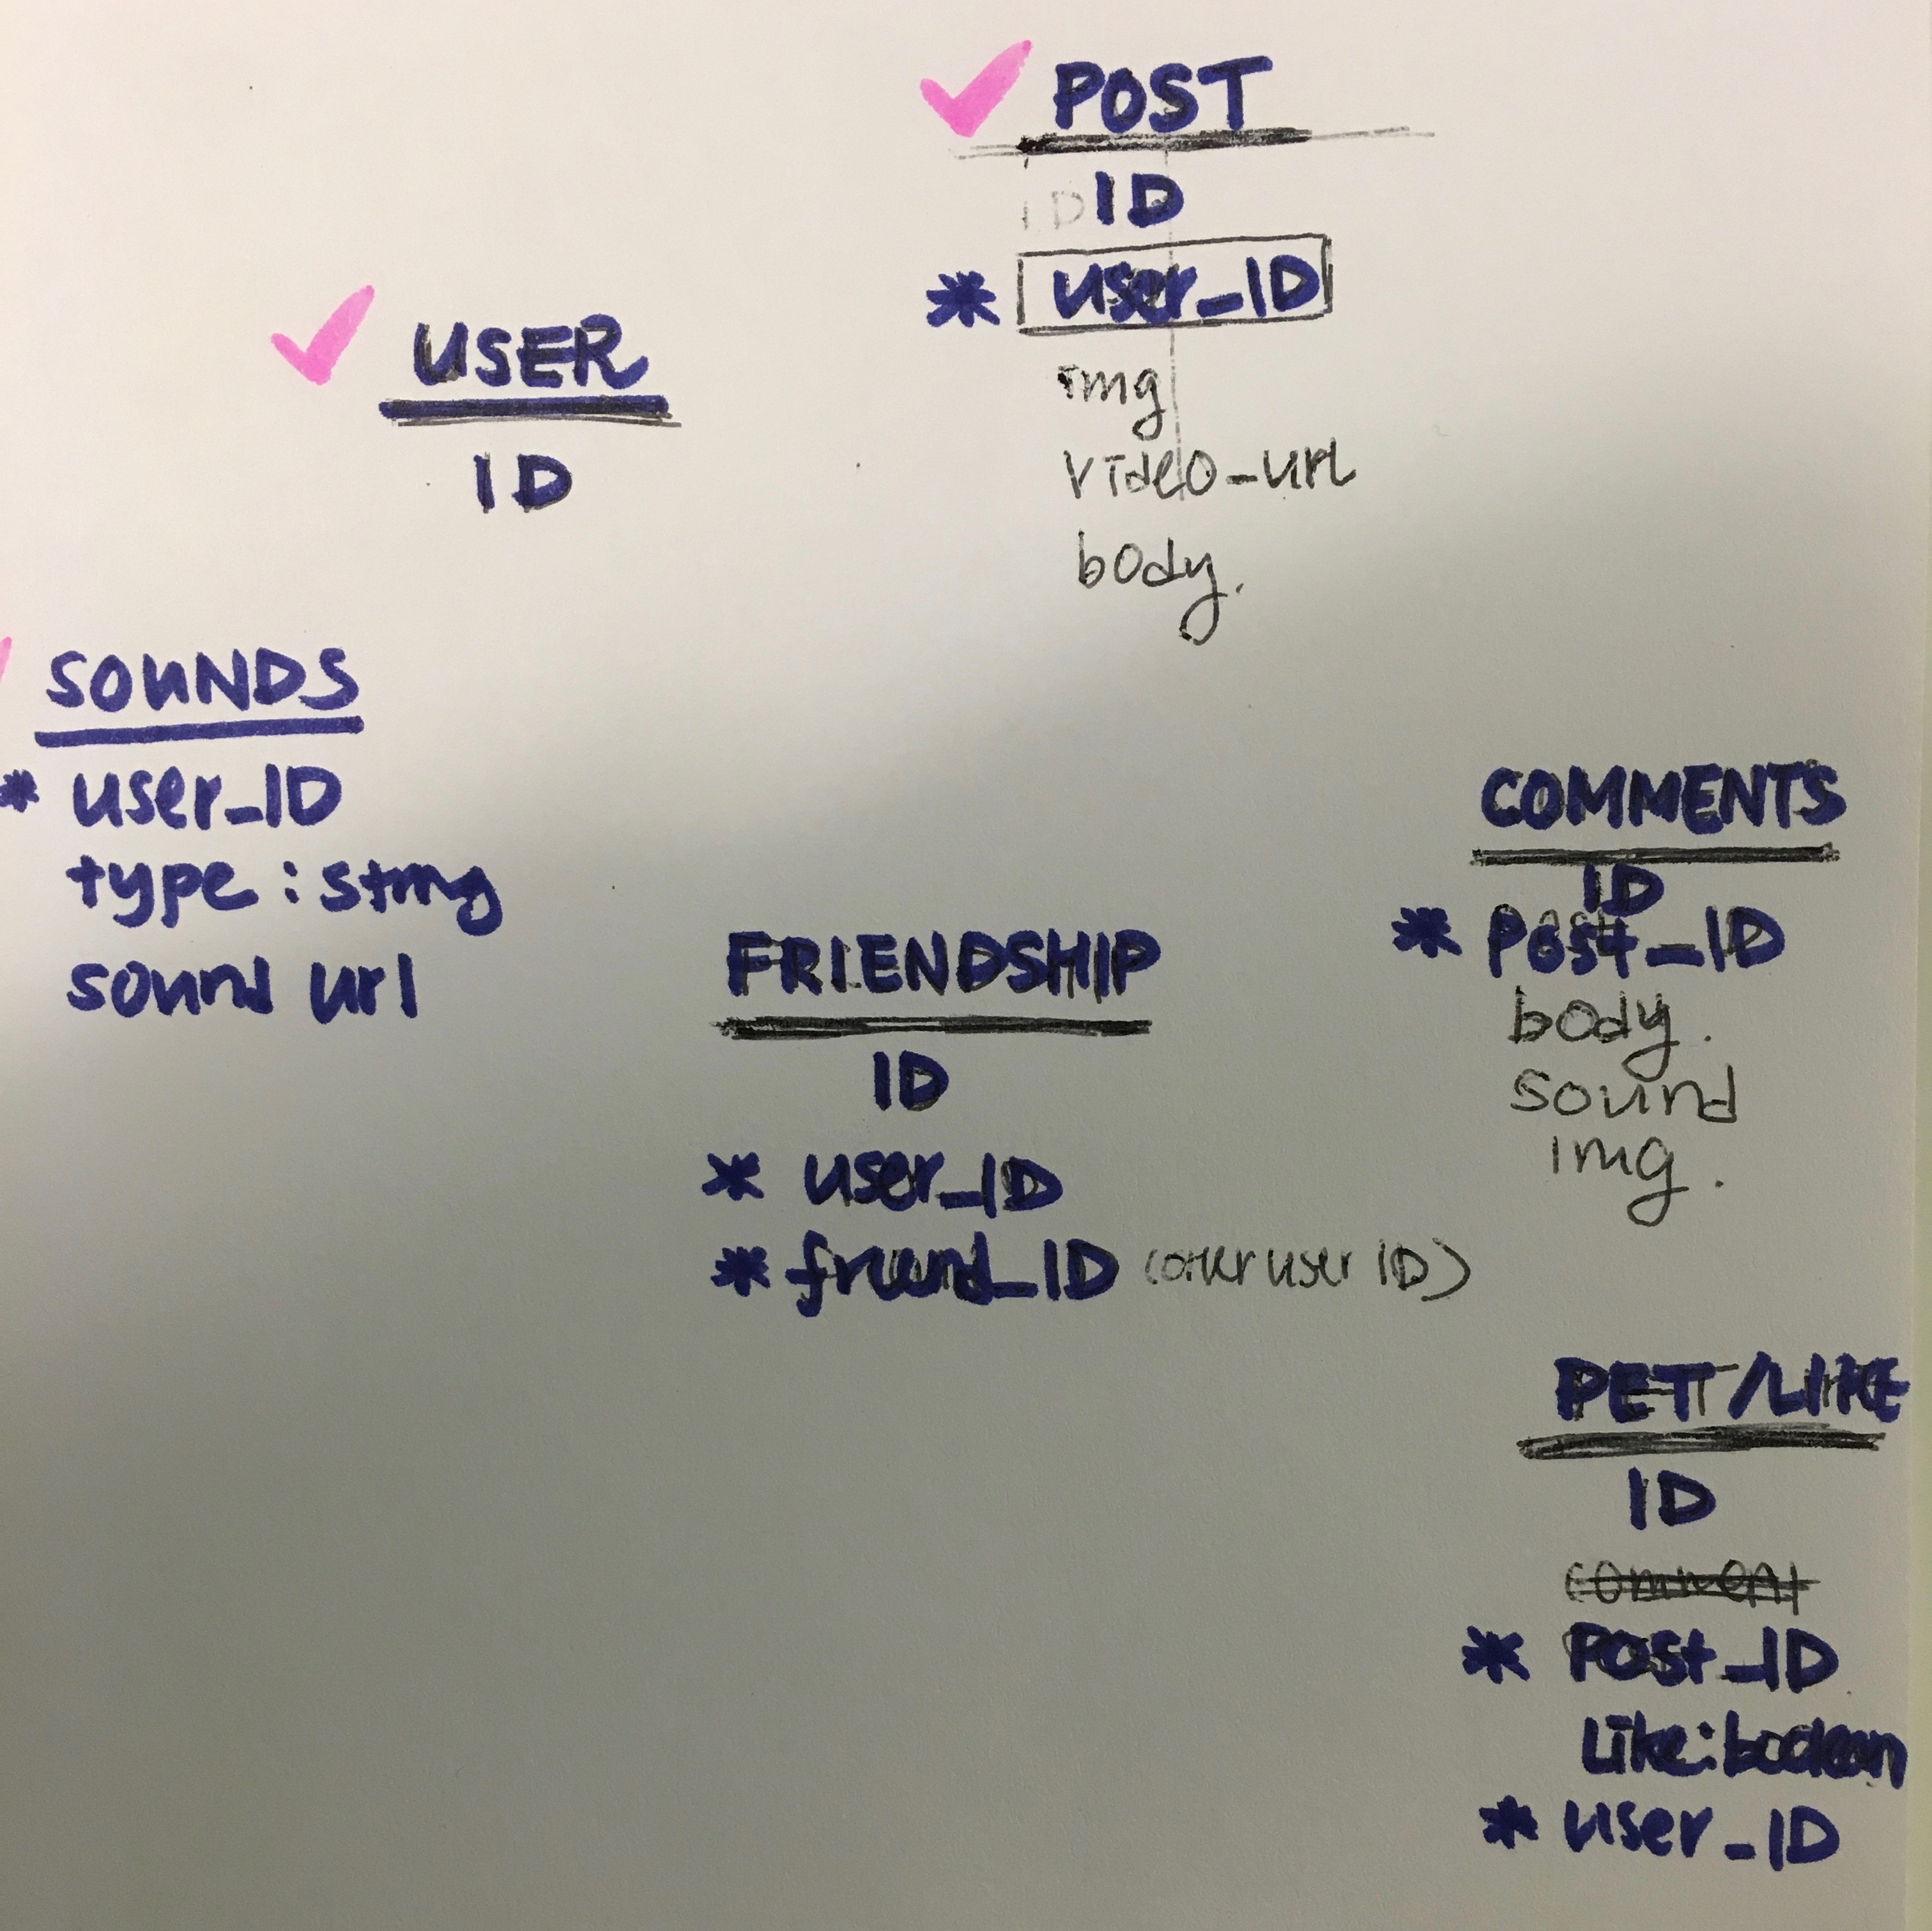 POST
ID
ID
* user_ID
img
video-url
body.
USER
ID
SOUNDS
* user_ID
type: string
sound url
FRIENDSHIP
ID
* user_ID
* friend_ID (other user ID)
COMMENTS
ID
* Post_ID
body.
sound
img.
PET/LIKE
ID
comment
* Post_ID
Like: boolean
* user_ID